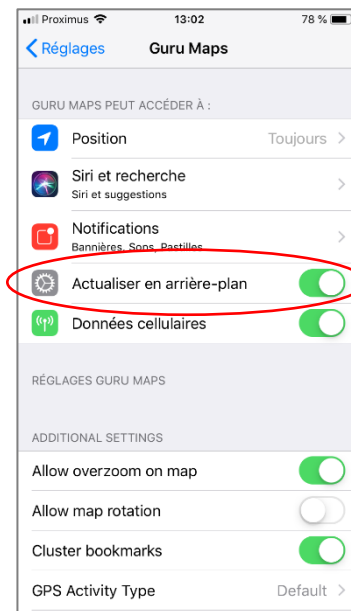 Proximus 13:02 78 %
Réglages Guru Maps
GURU MAPS PEUT ACCÉDER À :
Position Toujours
Siri et recherche
Siri et suggestions
Notifications
Bannières, Sons, Pastilles
Actualiser en arrière-plan
Données cellulaires
RÉGLAGES GURU MAPS
ADDITIONAL SETTINGS
Allow overzoom on map
Allow map rotation
Cluster bookmarks
GPS Activity Type Default